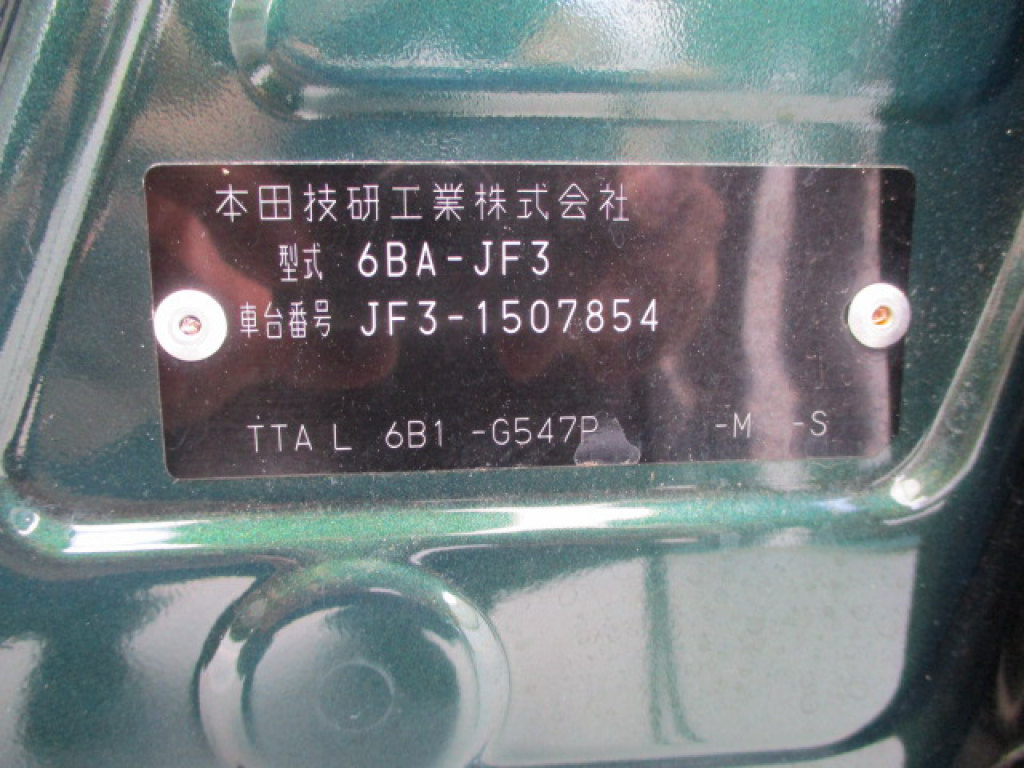 本田技研工業株式会社
型式 6BA-JF3
車台番号 JF3-1507854
TTA L 6B1 -G547P -M -S